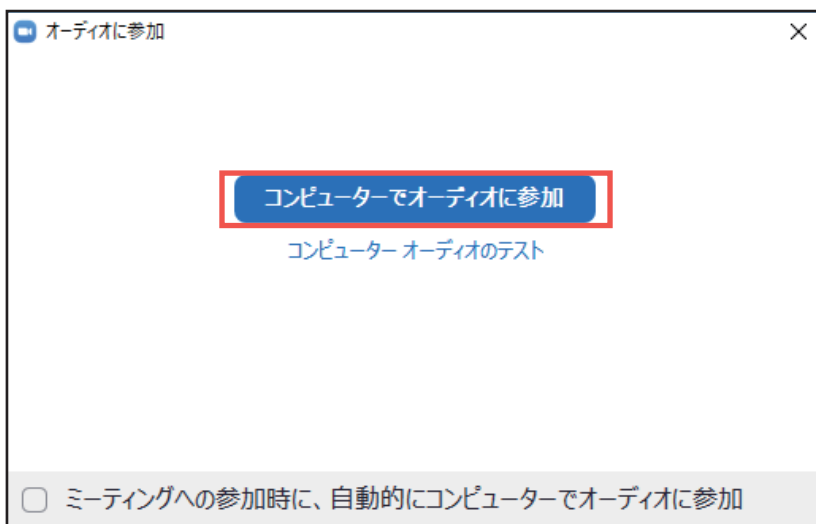 オーディオに参加
コンピューターでオーディオに参加
コンピューター オーディオのテスト
ミーティングへの参加時に、自動的にコンピューターでオーディオに参加